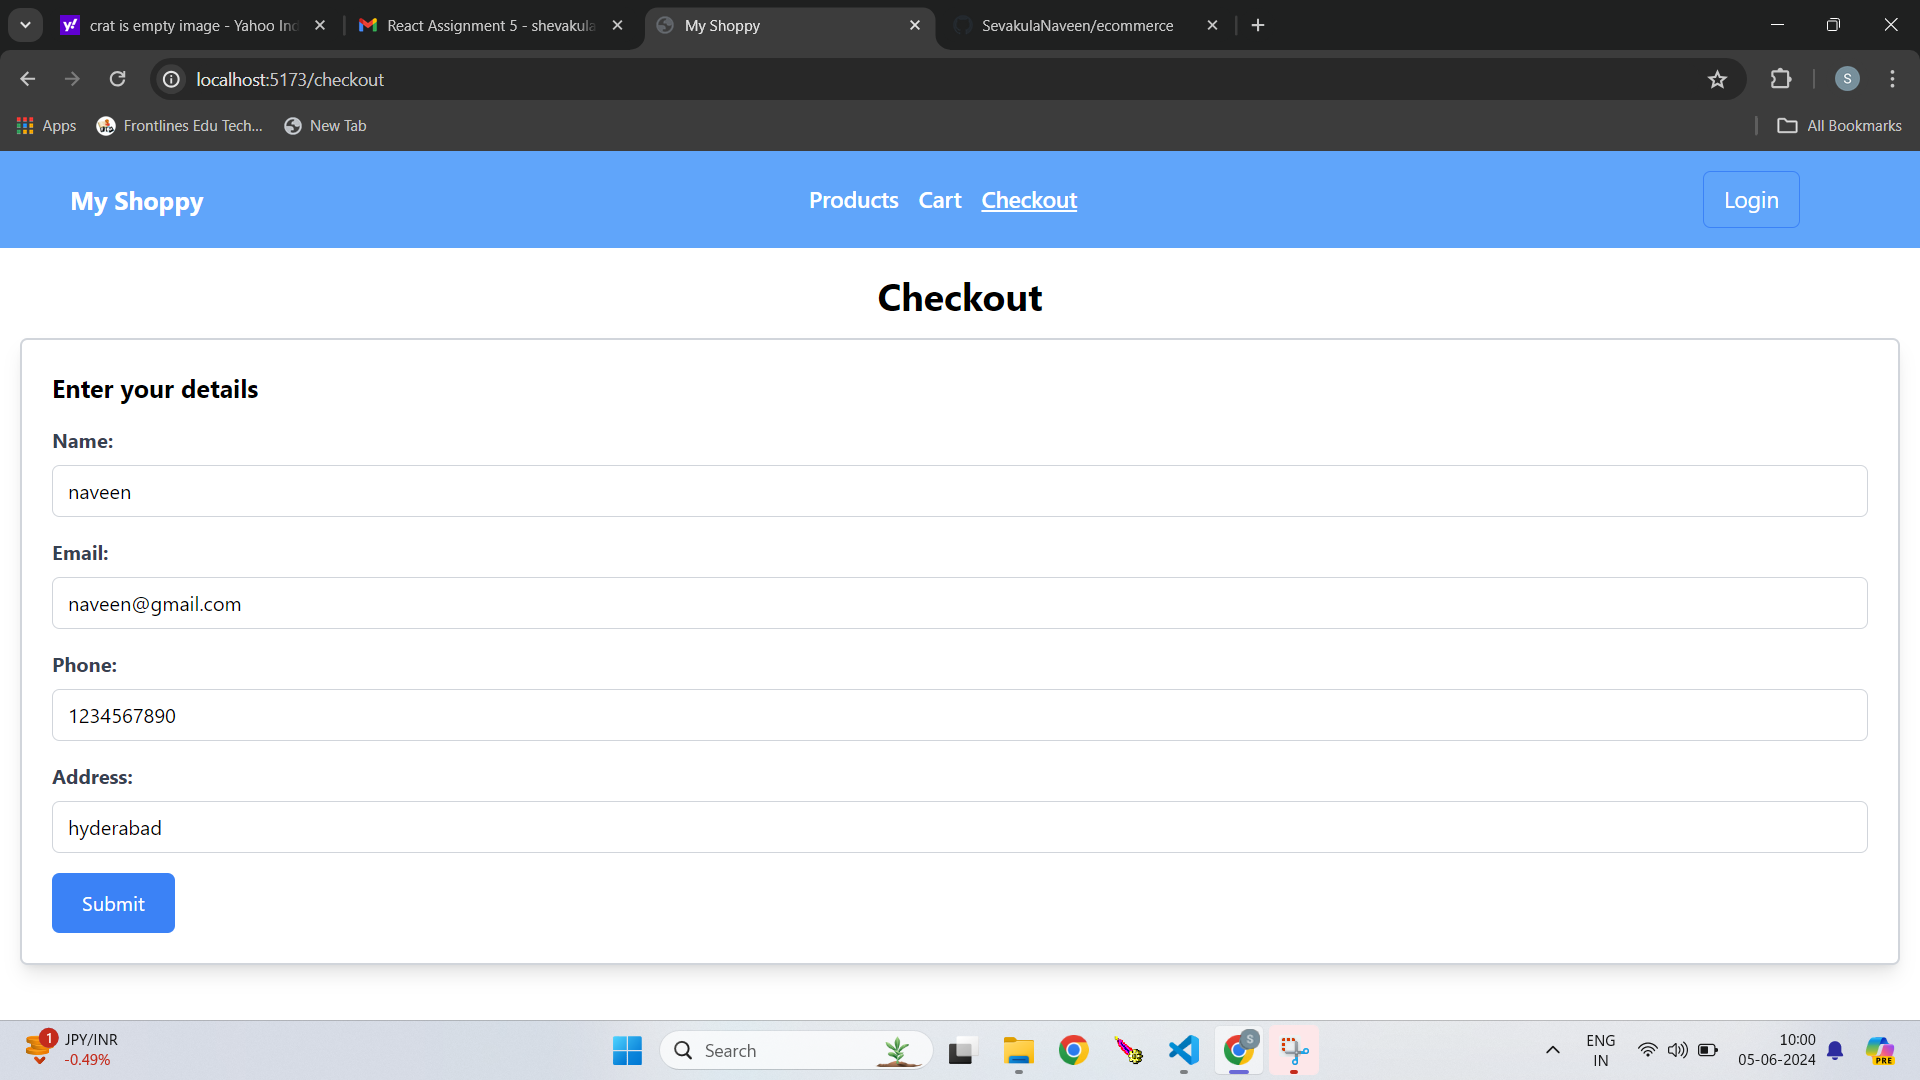 crat is empty image - Yahoo Ind
React Assignment 5 - shevakula
My Shoppy
SevakulaNaveen/ecommerce
localhost:5173/checkout
S
Apps
Frontlines Edu Tech...
New Tab
All Bookmarks
My Shoppy
Products
Cart
Checkout
Login
Checkout
Enter your details
Name:
naveen
Email:
naveen@gmail.com
Phone:
1234567890
Address:
hyderabad
Submit
1
JPY/INR
-0.49%
Search
S
ENG
IN
10:00
05-06-2024
PRE